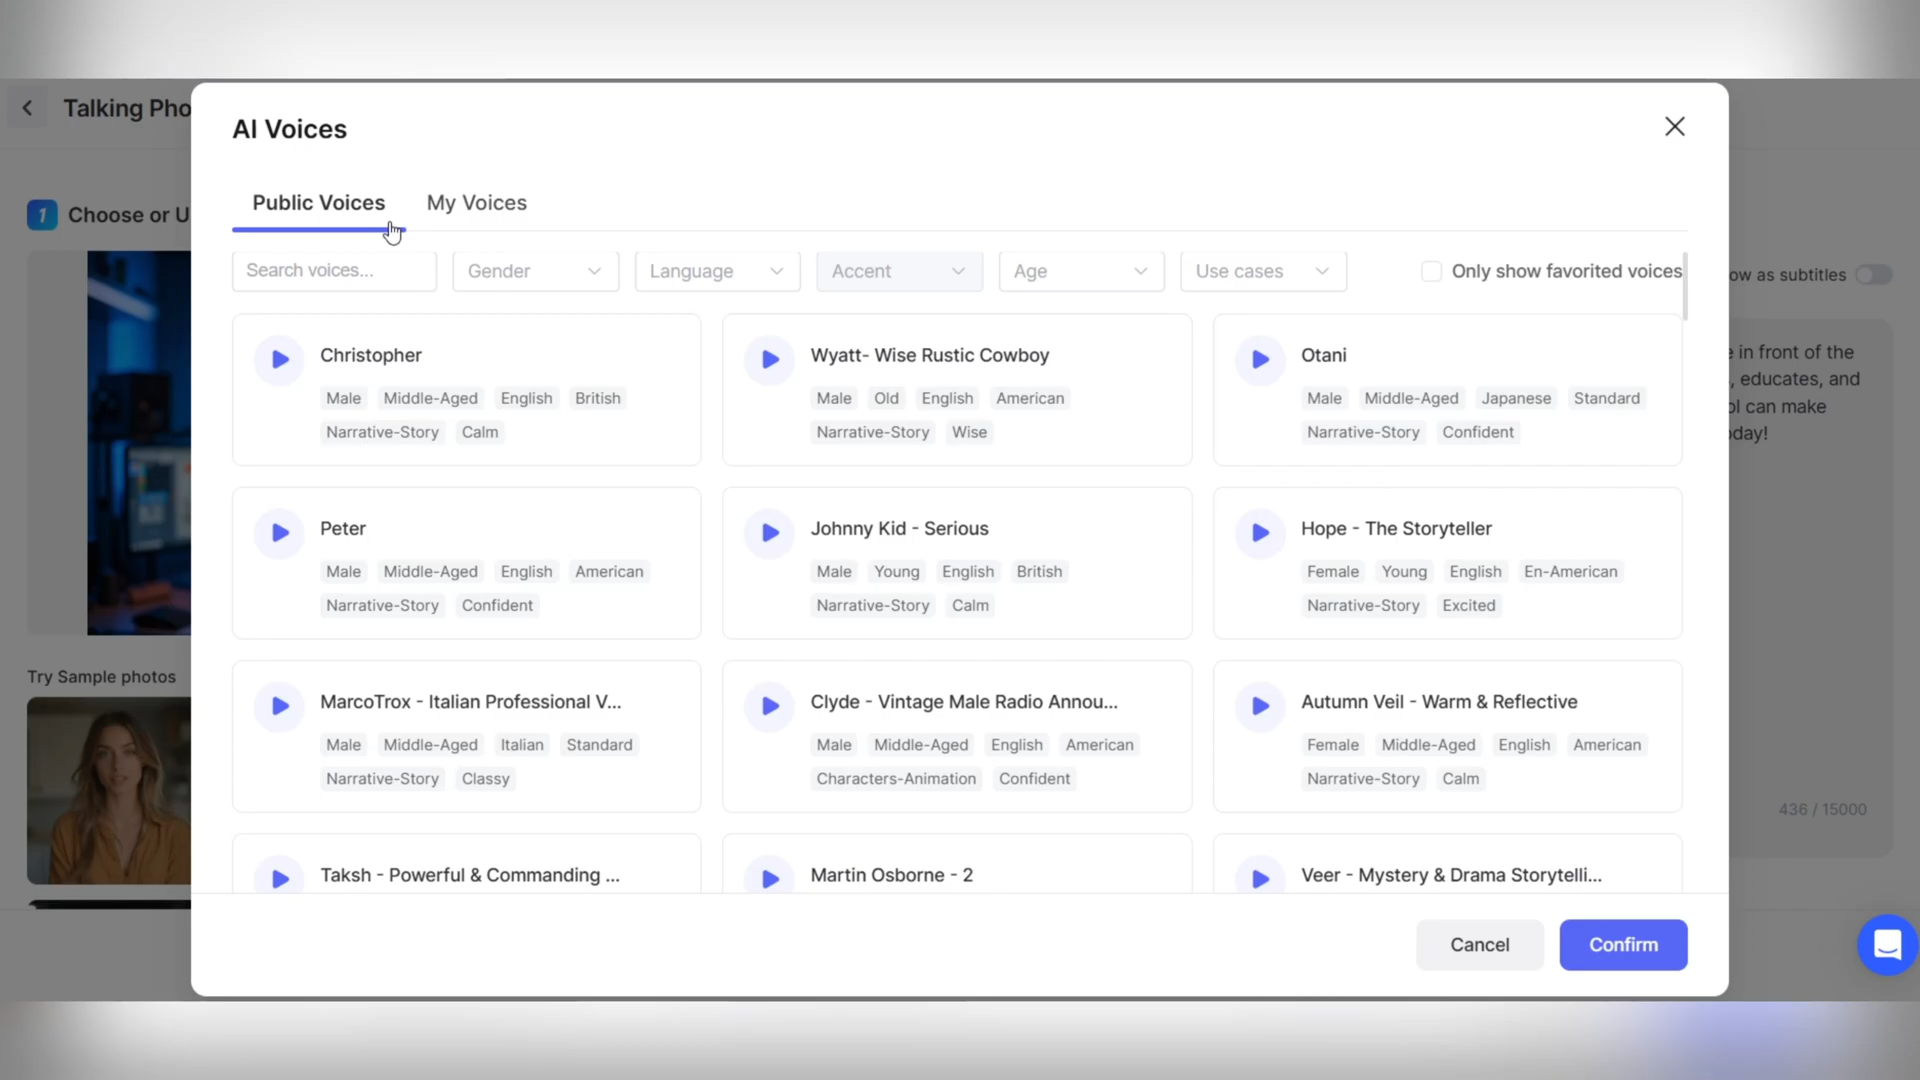 Talking Pho
AI Voices
1 Choose or U
Public Voices My Voices
Search voices... Gender Language Accent Age Use cases Only show favorited voices
ow as subtitles
Christopher
Male Middle-Aged English British
Narrative-Story Calm
Wyatt- Wise Rustic Cowboy
Male Old English American
Narrative-Story Wise
Otani
Male Middle-Aged Japanese Standard
Narrative-Story Confident
in front of the
, educates, and
can make
day!
Peter
Male Middle-Aged English American
Narrative-Story Confident
Johnny Kid - Serious
Male Young English British
Narrative-Story Calm
Hope - The Storyteller
Female Young English En-American
Narrative-Story Excited
Try Sample photos
MarcoTrox - Italian Professional V...
Male Middle-Aged Italian Standard
Narrative-Story Classy
Clyde - Vintage Male Radio Annou...
Male Middle-Aged English American
Characters-Animation Confident
Autumn Veil - Warm & Reflective
Female Middle-Aged English American
Narrative-Story Calm
436 / 15000
Taksh - Powerful & Commanding ...
Martin Osborne - 2
Veer - Mystery & Drama Storytelli...
Cancel Confirm